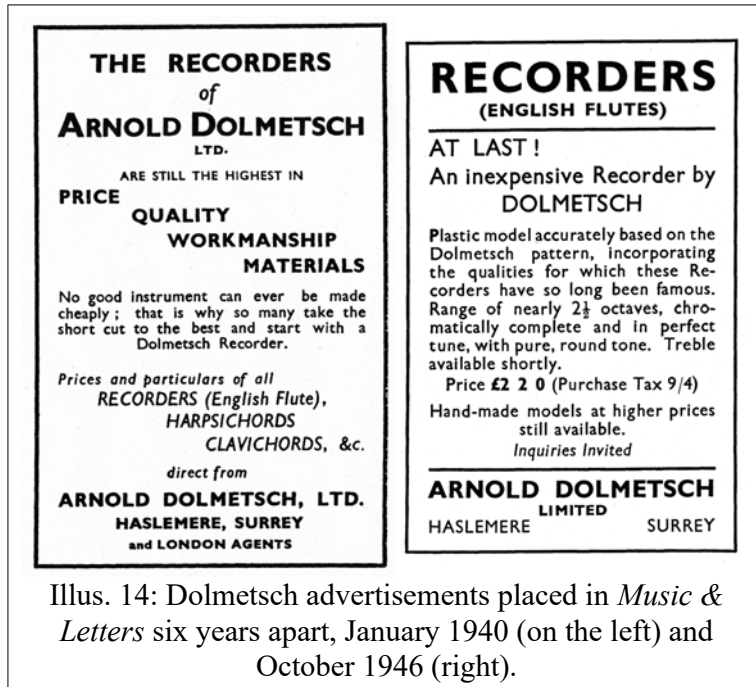 THE RECORDERS
of
ARNOLD DOLMETSCH
LTD.
ARE STILL THE HIGHEST IN
PRICE
QUALITY
WORKMANSHIP
MATERIALS
No good instrument can ever be made
cheaply ; that is why so many take the
short cut to the best and start with a
Dolmetsch Recorder.
Prices and particulars of all
RECORDERS (English Flute),
HARPSICHORDS
CLAVICHORDS, &c.
direct from
ARNOLD DOLMETSCH, LTD.
HASLEMERE, SURREY
and LONDON AGENTS
RECORDERS
(ENGLISH FLUTES)
AT LAST !
An inexpensive Recorder by
DOLMETSCH
Plastic model accurately based on the
Dolmetsch pattern, incorporating
the qualities for which these Re-
corders have so long been famous.
Range of nearly 2½ octaves, chro-
matically complete and in perfect
tune, with pure, round tone. Treble
available shortly.
Price £2 2 0 (Purchase Tax 9/4)
Hand-made models at higher prices
still available.
Inquiries Invited
ARNOLD DOLMETSCH
LIMITED
HASLEMERE SURREY
Illus. 14: Dolmetsch advertisements placed in Music &
Letters six years apart, January 1940 (on the left) and
October 1946 (right).